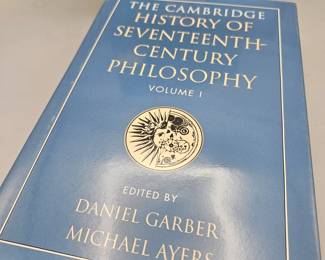 THE CAMBRIDGE
HISTORY OF
SEVENTEENTH-
CENTURY
PHILOSOPHY
VOLUME I
EDITED BY
DANIEL GARBER
MICHAEL AYERS